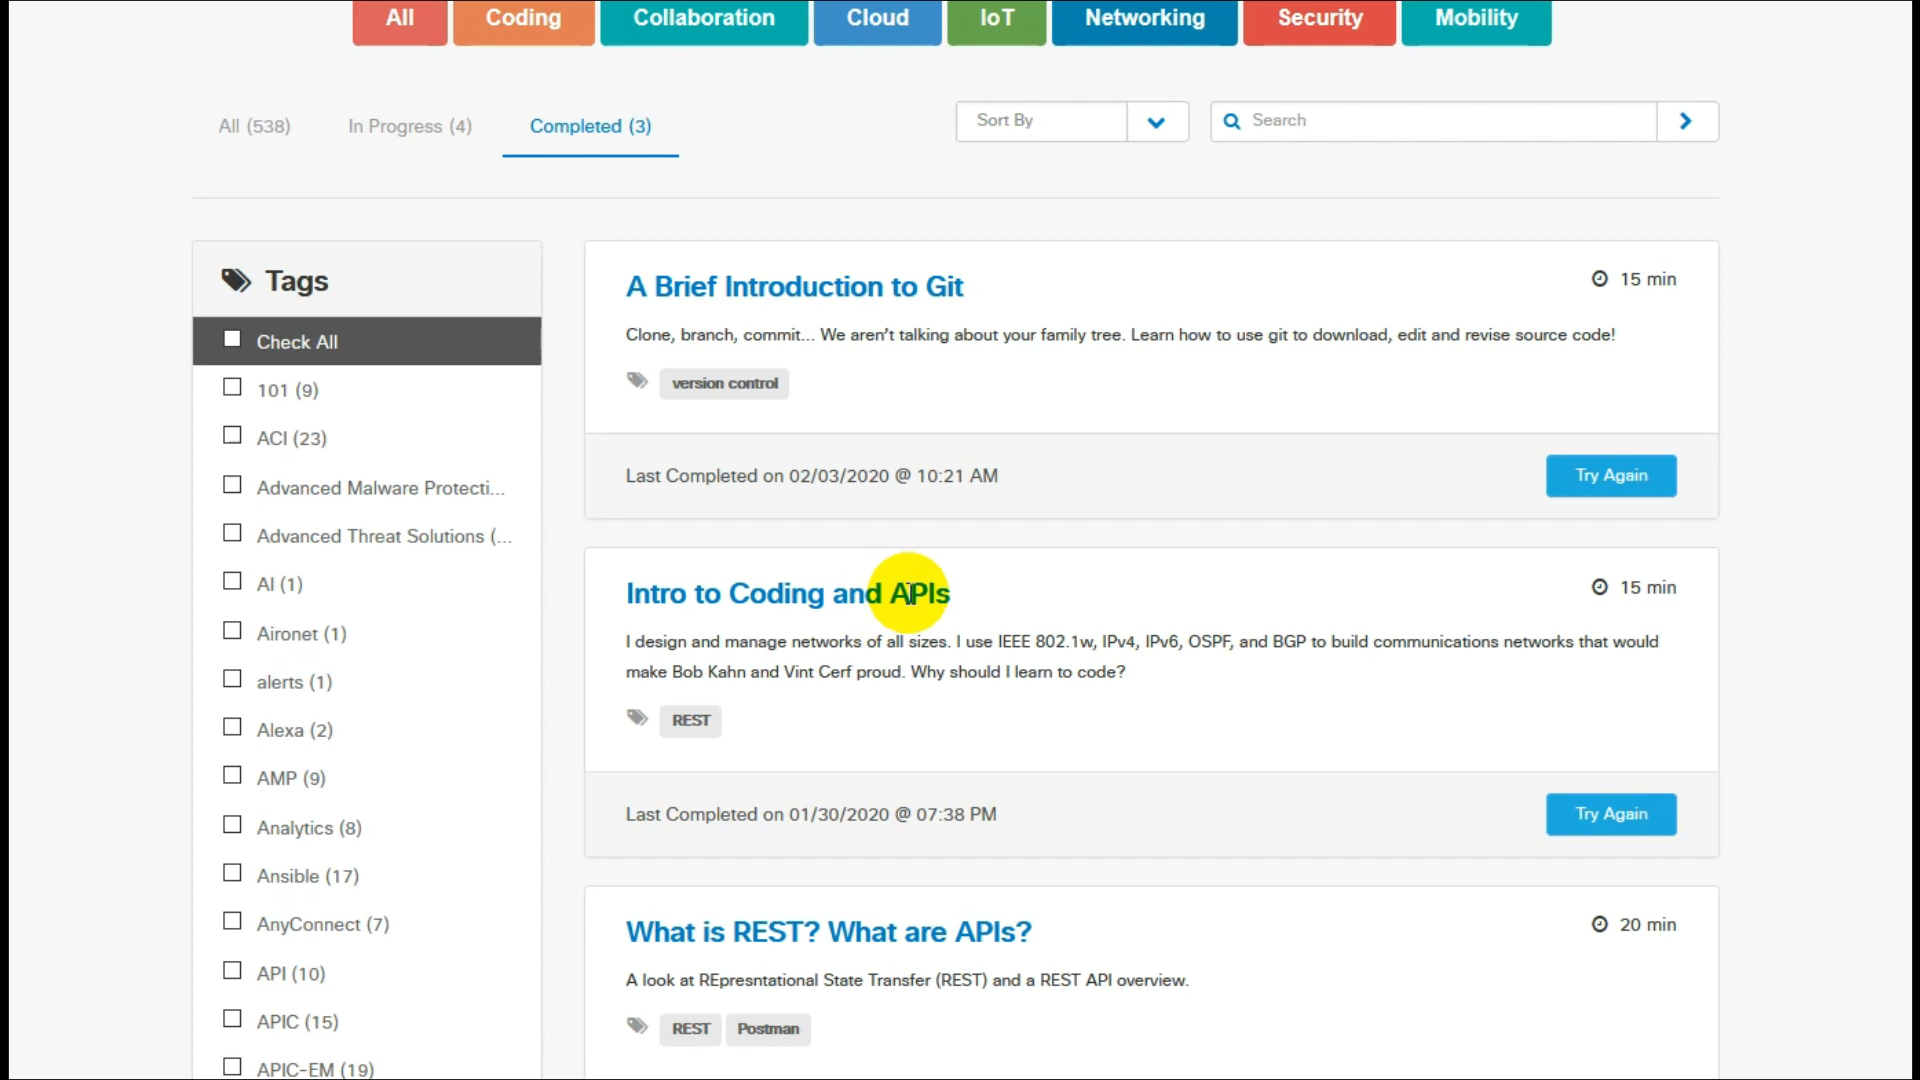 All Coding Collaboration Cloud IoT Networking Security Mobility
All (538) In Progress (4) Completed (3) Sort By Search
Tags
Check All
101 (9)
ACI (23)
Advanced Malware Protecti...
Advanced Threat Solutions (...
AI (1)
Aironet (1)
alerts (1)
Alexa (2)
AMP (9)
Analytics (8)
Ansible (17)
AnyConnect (7)
API (10)
APIC (15)
APIC-EM (19)
A Brief Introduction to Git 15 min
Clone, branch, commit... We aren't talking about your family tree. Learn how to use git to download, edit and revise source code!
version control
Last Completed on 02/03/2020 @ 10:21 AM Try Again
Intro to Coding and APIs 15 min
I design and manage networks of all sizes. I use IEEE 802.1w, IPv4, IPv6, OSPF, and BGP to build communications networks that would
make Bob Kahn and Vint Cerf proud. Why should I learn to code?
REST
Last Completed on 01/30/2020 @ 07:38 PM Try Again
What is REST? What are APIs? 20 min
A look at REpresntational State Transfer (REST) and a REST API overview.
REST Postman